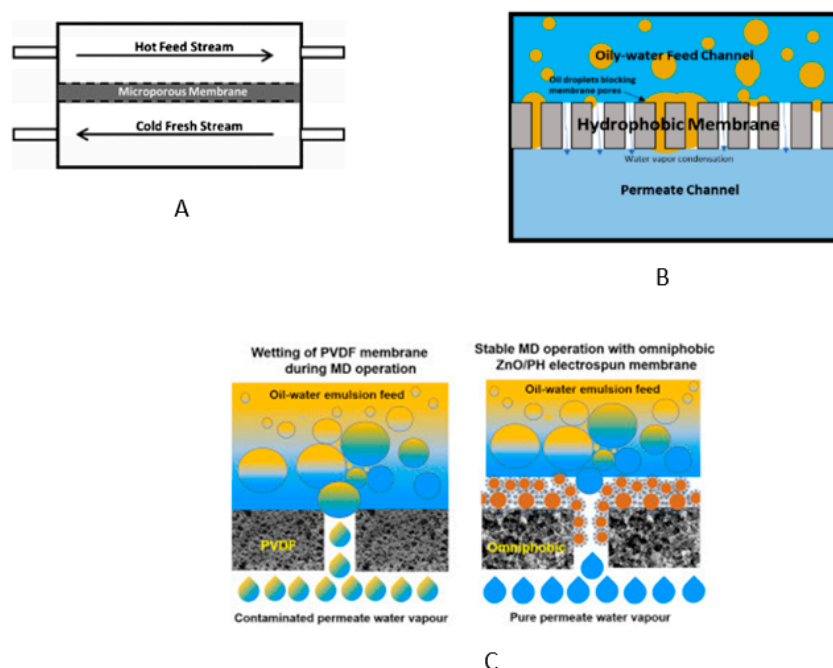 Hot Feed Stream
Microporous Membrane
Cold Fresh Stream
A
Oily-water Feed Channel
Oil droplets blocking
membrane pores
Hydrophobic Membrane
Water vapor condensation
Permeate Channel
B
Wetting of PVDF membrane
during MD operation
Oil-water emulsion feed
PVDF
Contaminated permeate water vapour
Stable MD operation with omniphobic
ZnO/PH electrospun membrane
Oil-water emulsion feed
Omniphobic
Pure permeate water vapour
C